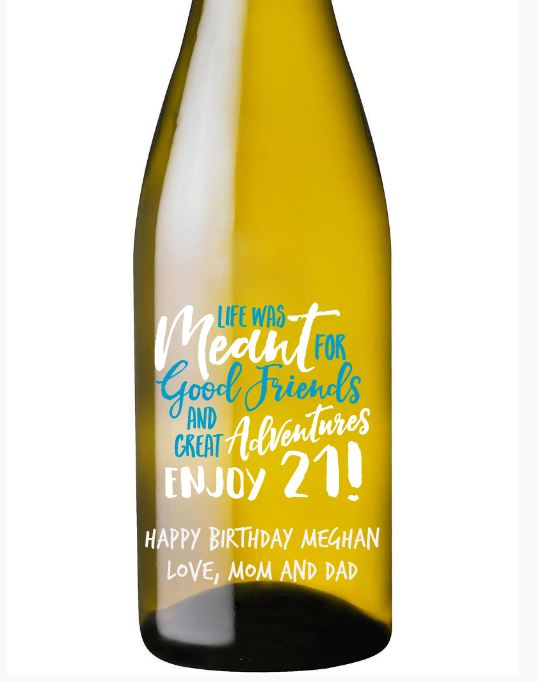 LIFE WAS
Meant FOR
Good Friends
AND
GREAT Adventures
ENJOY 21!
HAPPY BIRTHDAY MEGHAN
LOVE, MOM AND DAD